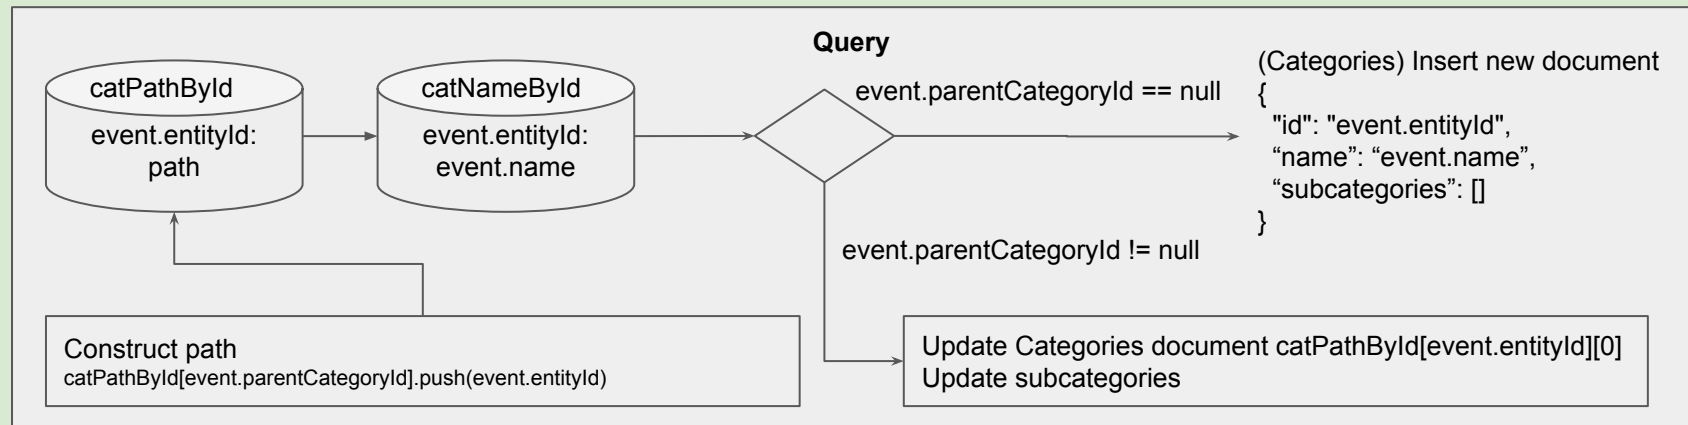 Query
catPathById
event.entityId:
path
catNameById
event.entityId:
event.name
event.parentCategoryId == null
(Categories) Insert new document
{
"id": "event.entityId",
“name”: “event.name”,
“subcategories”: []
}
event.parentCategoryId != null
Construct path
catPathById[event.parentCategoryId].push(event.entityId)
Update Categories document catPathById[event.entityId][0]
Update subcategories